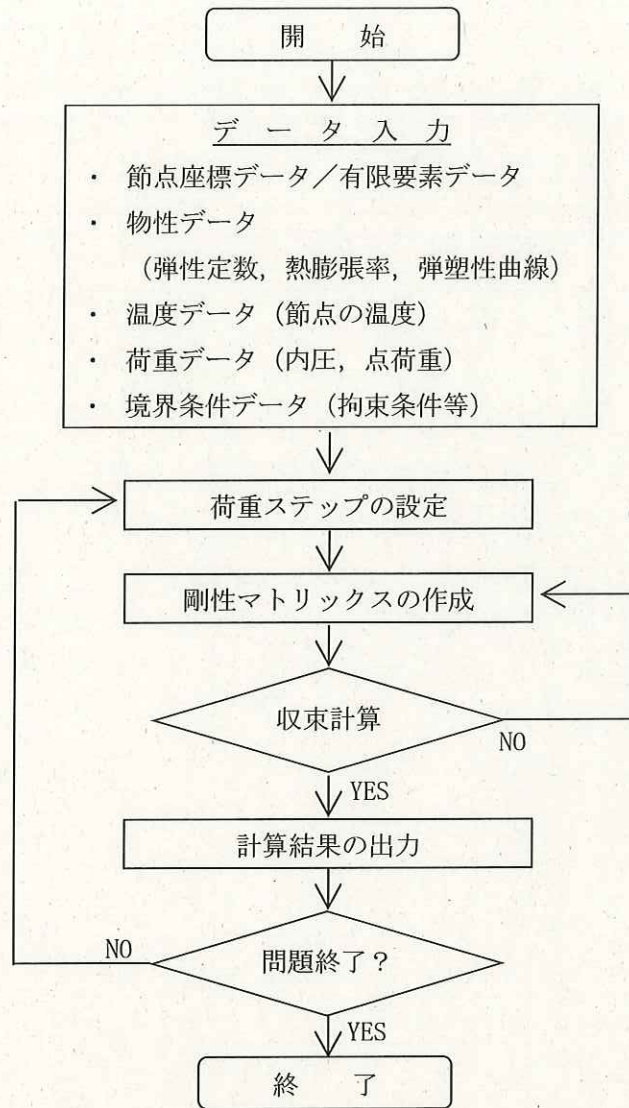 開　始
データ入力
・ 節点座標データ／有限要素データ
・ 物性データ
（弾性定数，熱膨張率，弾塑性曲線）
・ 温度データ（節点の温度）
・ 荷重データ（内圧，点荷重）
・ 境界条件データ（拘束条件等）
荷重ステップの設定
剛性マトリックスの作成
収束計算
NO
YES
計算結果の出力
NO
問題終了？
YES
終　了